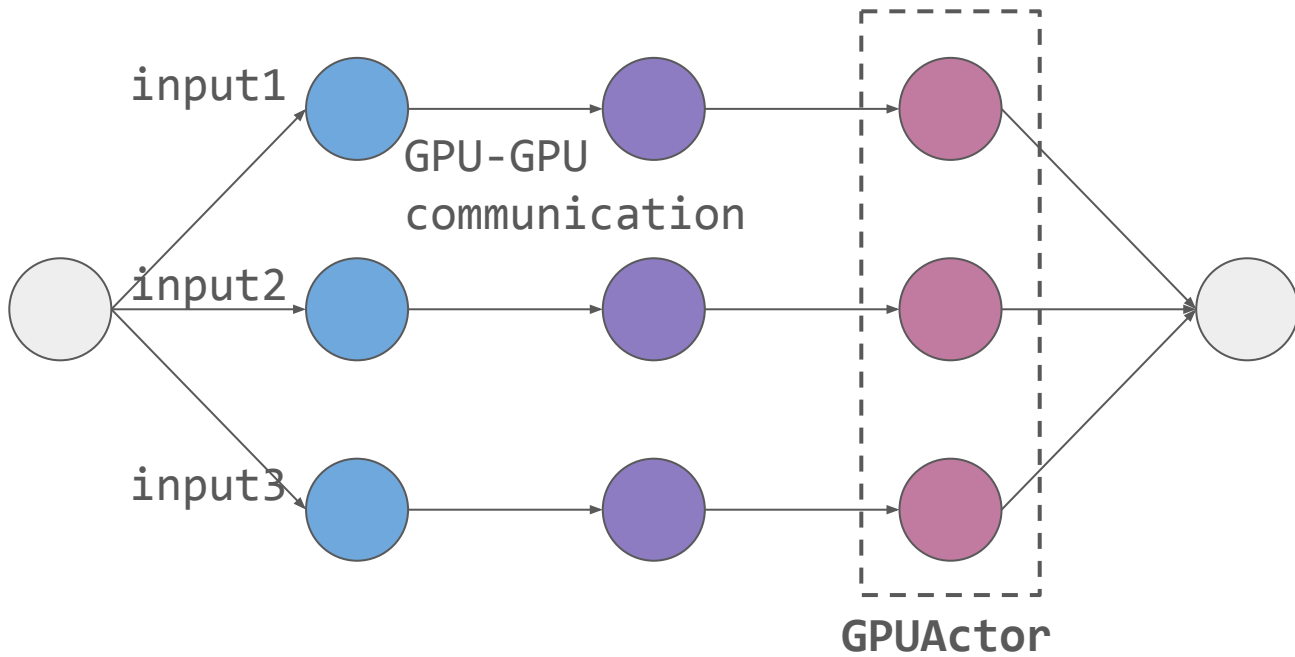 input1
GPU-GPU
communication
input2
input3
GPUActor